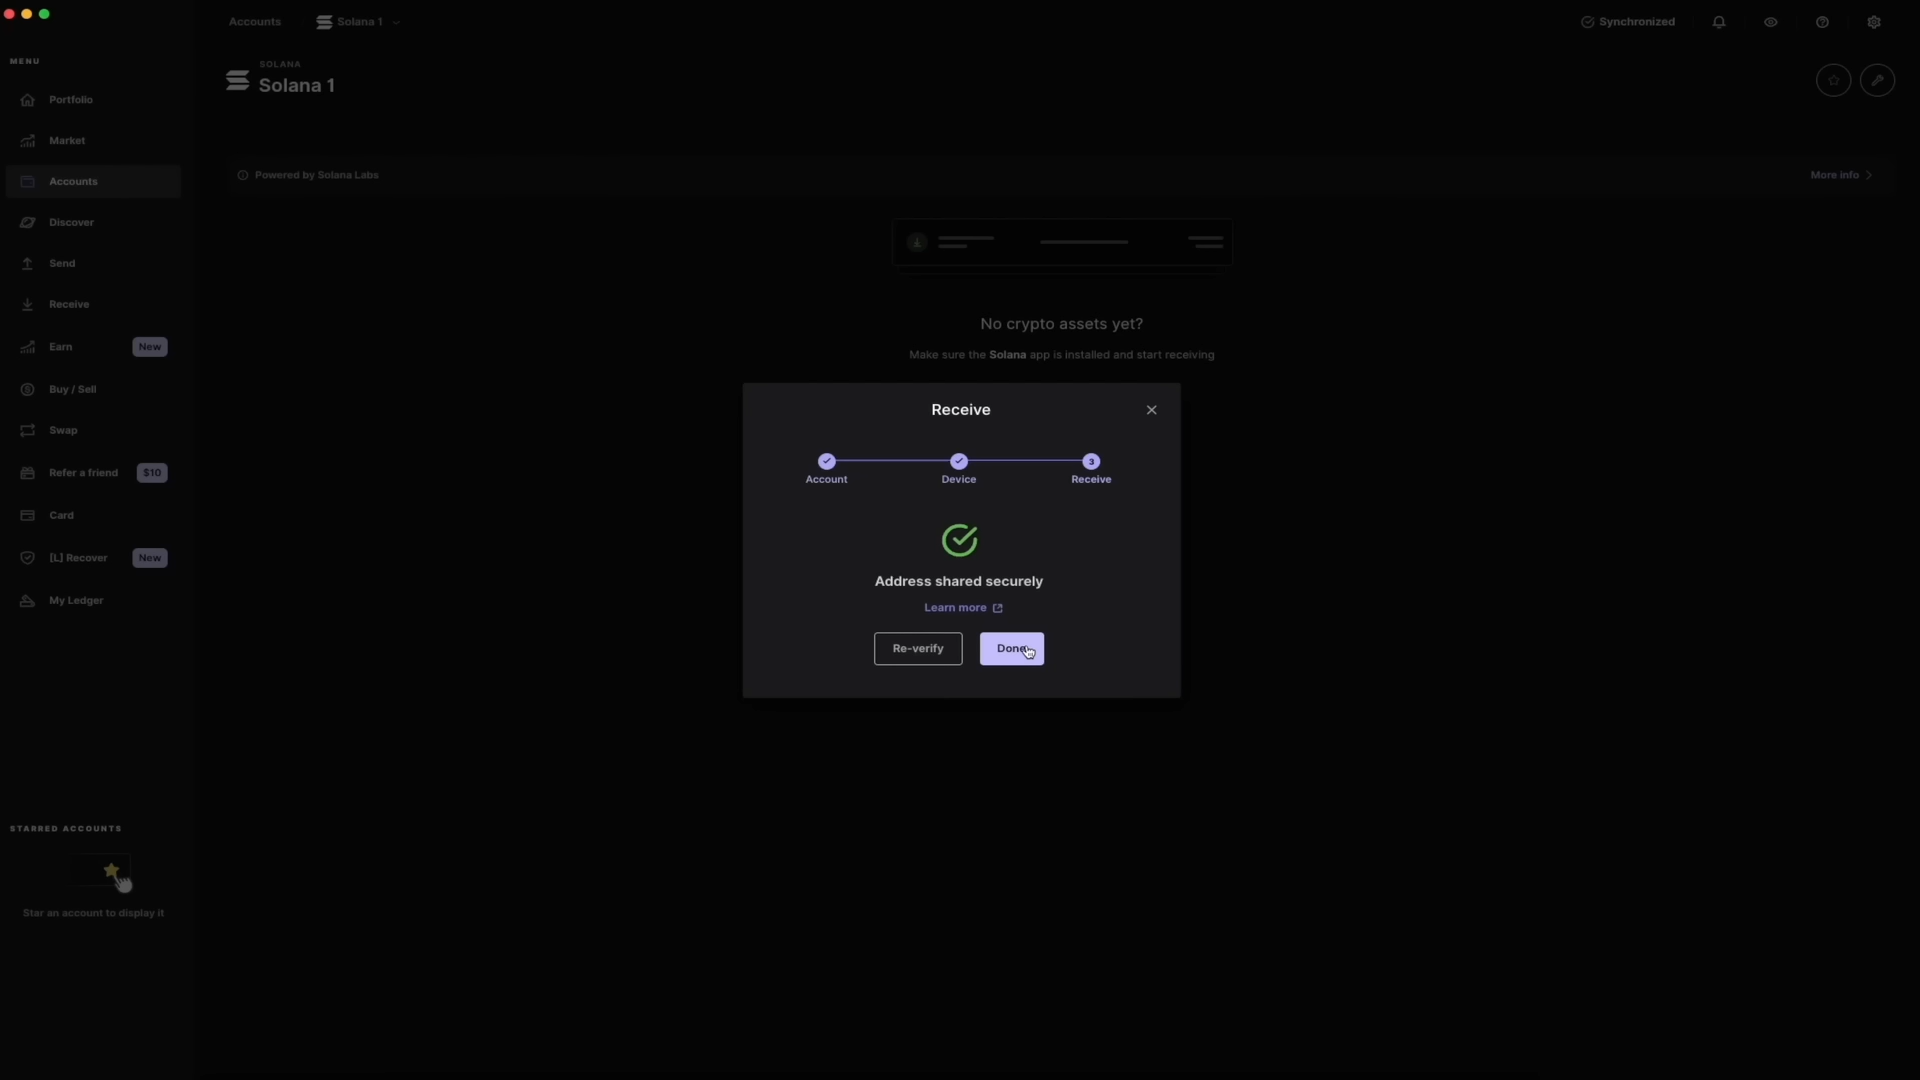 Accounts
Solana 1
Synchronized
MENU
SOLANA
Solana 1
Portfolio
Market
Accounts
Powered by Solana Labs
More info
Discover
Send
Receive
No crypto assets yet?
Earn
New
Make sure the Solana app is installed and start receiving
Buy / Sell
Receive
Swap
3
Refer a friend
$10
Account
Device
Receive
Card
[L] Recover
New
Address shared securely
My Ledger
Learn more
Re-verify
Done
STARRED ACCOUNTS
Star an account to display it